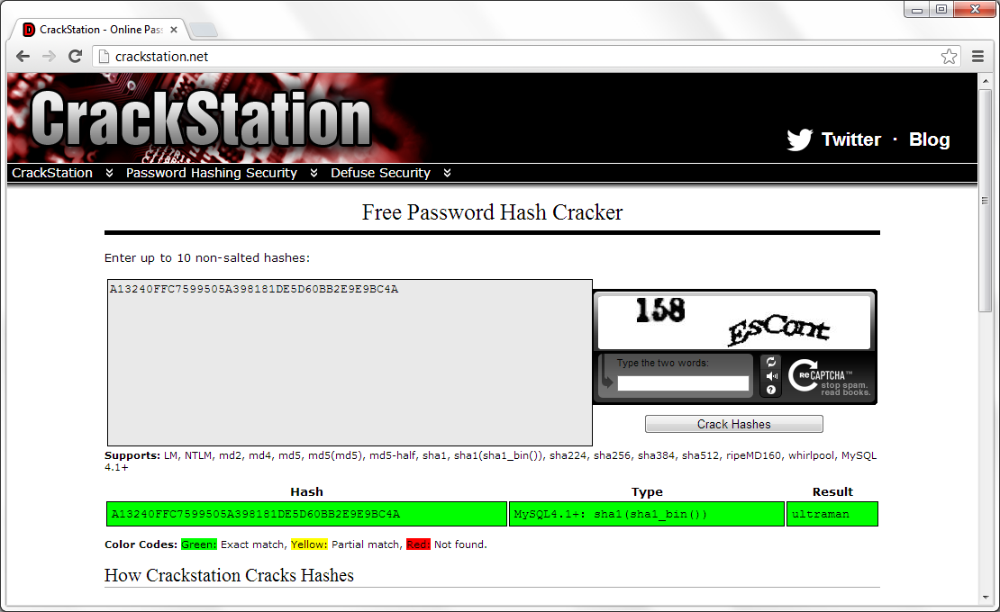 CrackStation - Online Pas
crackstation.net
CrackStation
Twitter · Blog
CrackStation Password Hashing Security Defuse Security
Free Password Hash Cracker
Enter up to 10 non-salted hashes:
A13240FFC7599505A398181DE5D60BB2E9E9BC4A
158 EsCont
Type the two words:
reCAPTCHA™
stop spam.
read books.
Crack Hashes
Supports: LM, NTLM, md2, md4, md5, md5(md5), md5-half, sha1, sha1(sha1_bin()), sha224, sha256, sha384, sha512, ripeMD160, whirlpool, MySQL
4.1+
Hash Type Result
A13240FFC7599505A398181DE5D60BB2E9E9BC4A MySQL4.1+: sha1(sha1_bin()) ultraman
Color Codes: Green: Exact match, Yellow: Partial match, Red: Not found.
How Crackstation Cracks Hashes